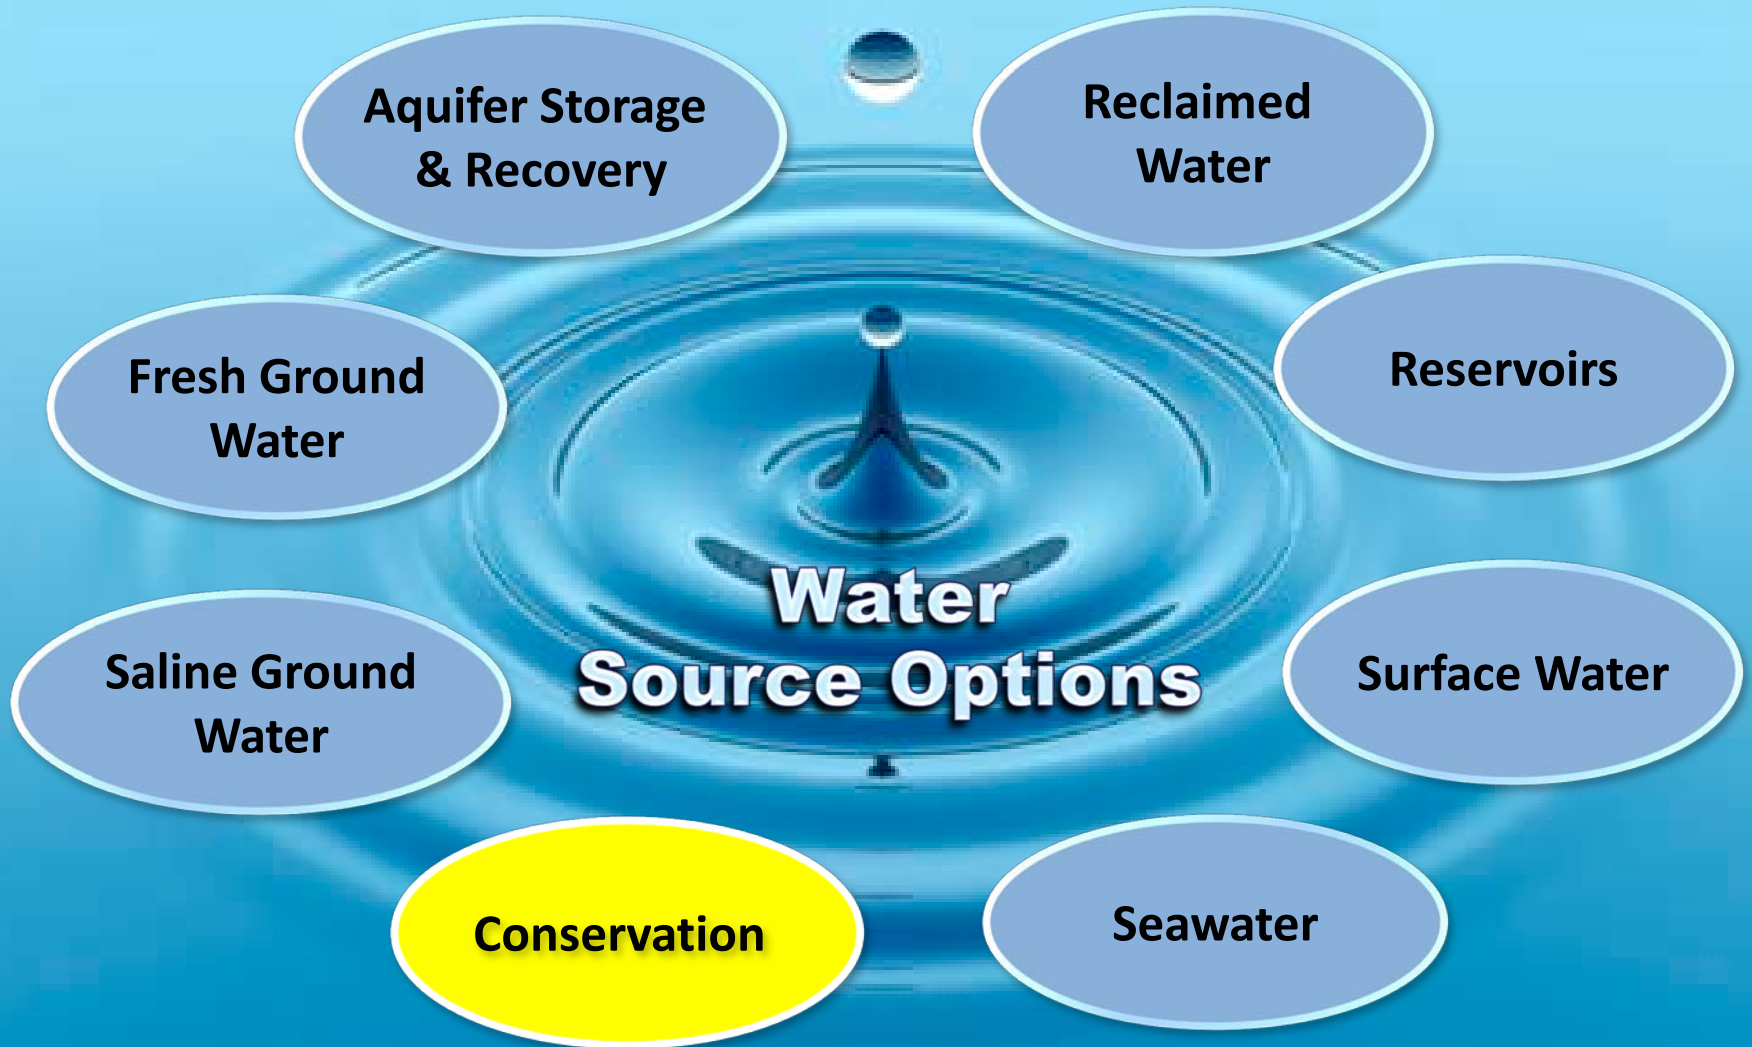 Aquifer Storage
& Recovery
Reclaimed
Water
Fresh Ground
Water
Reservoirs
Water
Source Options
Saline Ground
Water
Surface Water
Conservation
Seawater